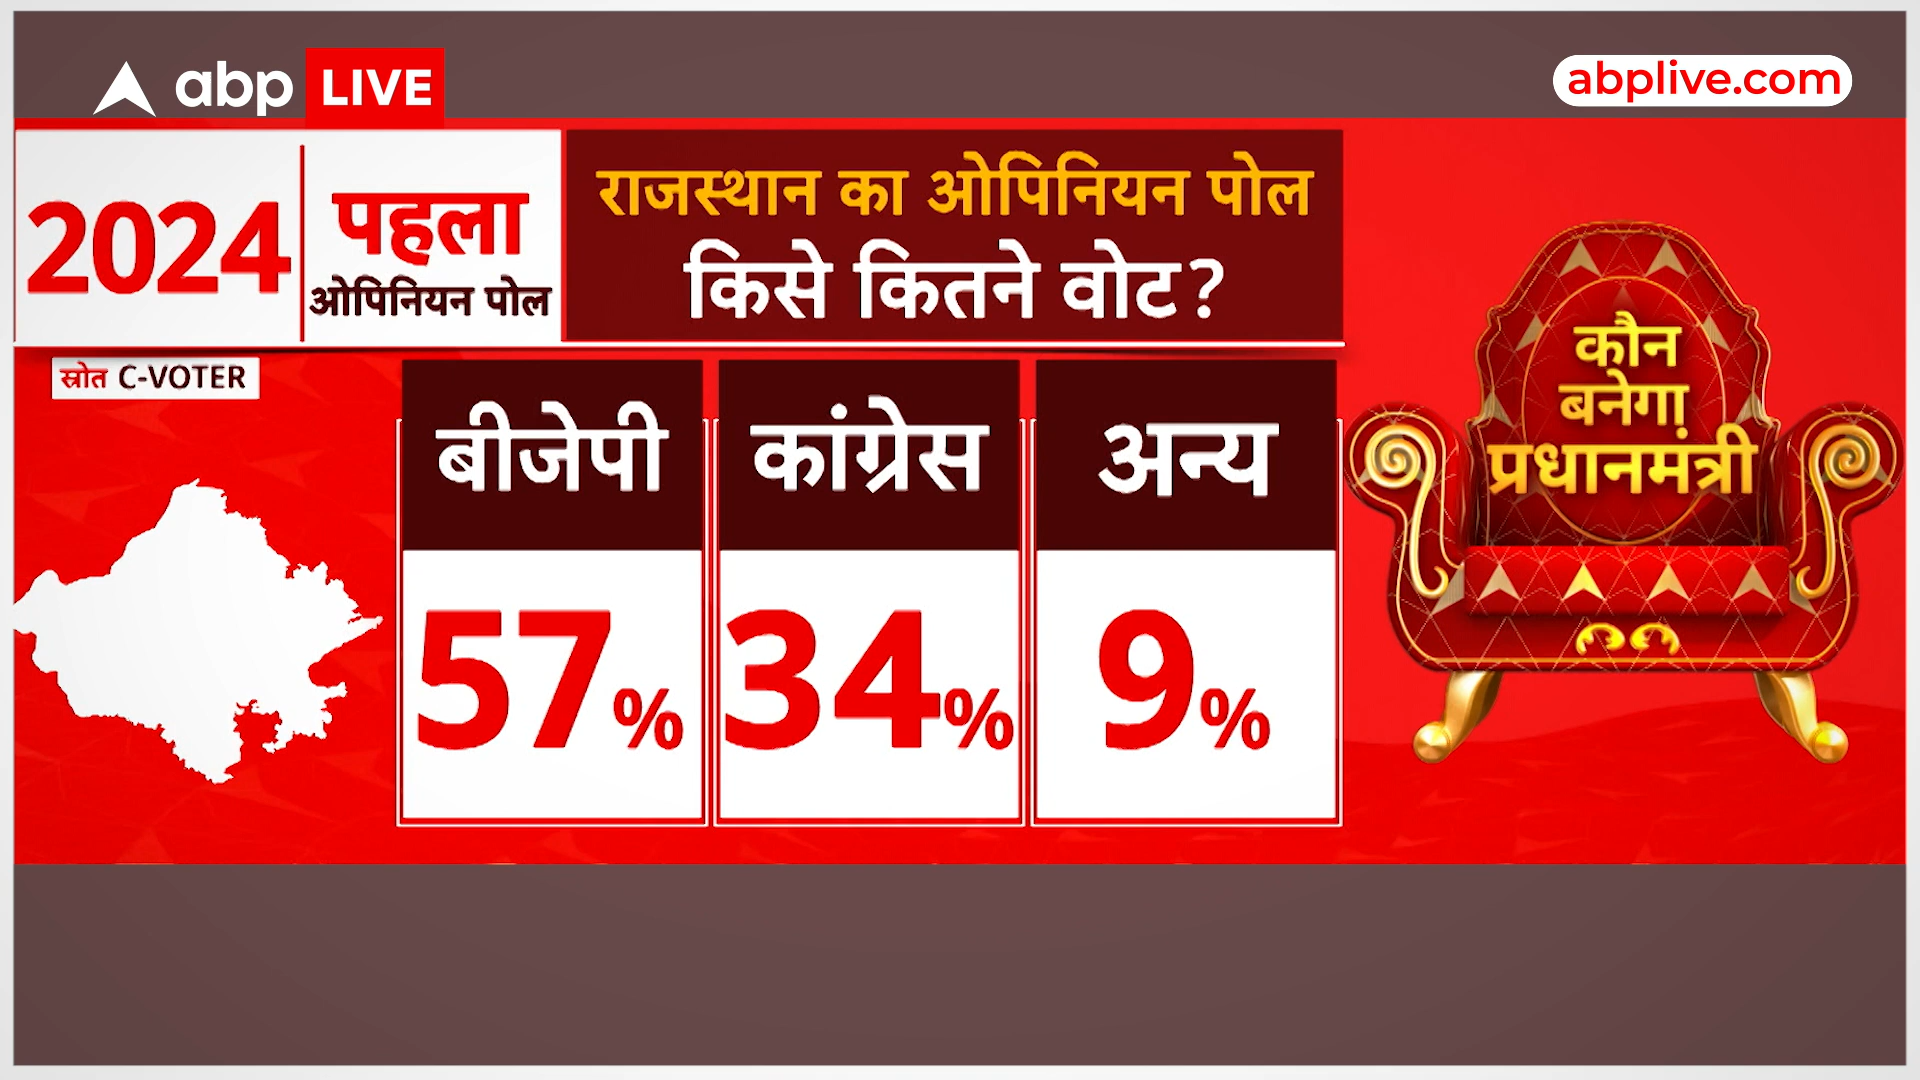 abp LIVE
abplive.com
2024
पहला
ओपिनियन पोल
राजस्थान का ओपिनियन पोल
किसे कितने वोट?
स्रोत C-VOTER
बीजेपी
57%
कांग्रेस
34%
अन्य
9%
कौन
बनेगा
प्रधानमंत्री